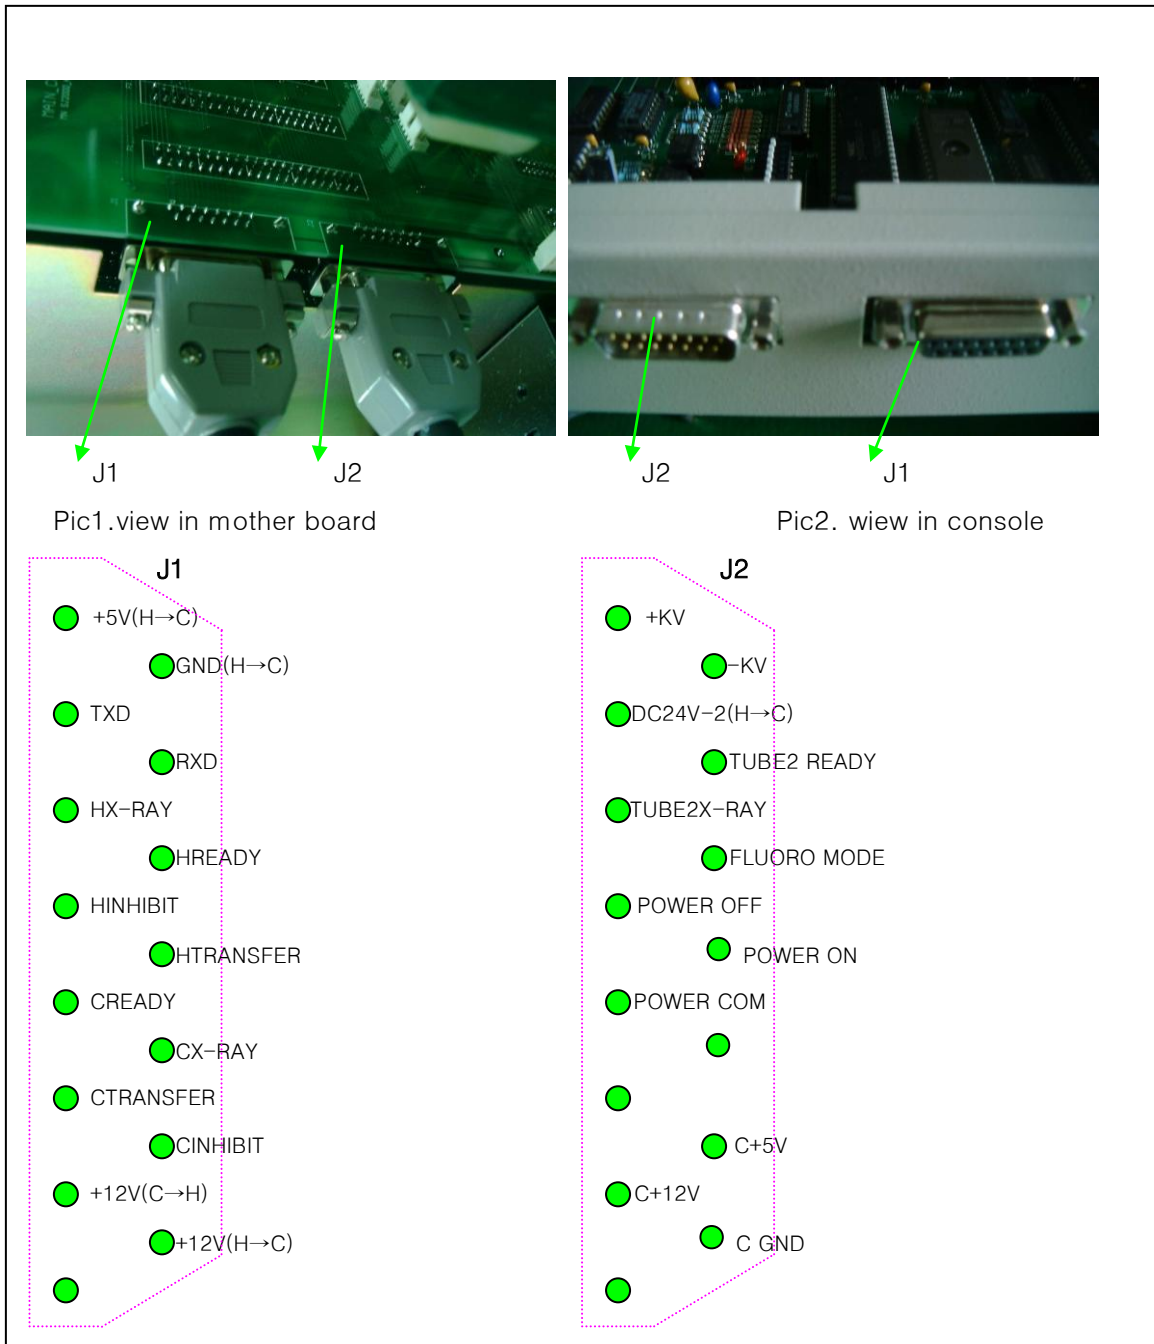 J1
J2
J2
J1
Pic1.view in mother board
Pic2. wiew in console
J1
+5V(H→C)
GND(H→C)
TXD
RXD
HX-RAY
HREADY
HINHIBIT
HTRANSFER
CREADY
CX-RAY
CTRANSFER
CINHIBIT
+12V(C→H)
+12V(H→C)
J2
+KV
-KV
DC24V-2(H→C)
TUBE2 READY
TUBE2X-RAY
FLUORO MODE
POWER OFF
POWER ON
POWER COM
C+5V
C+12V
C GND